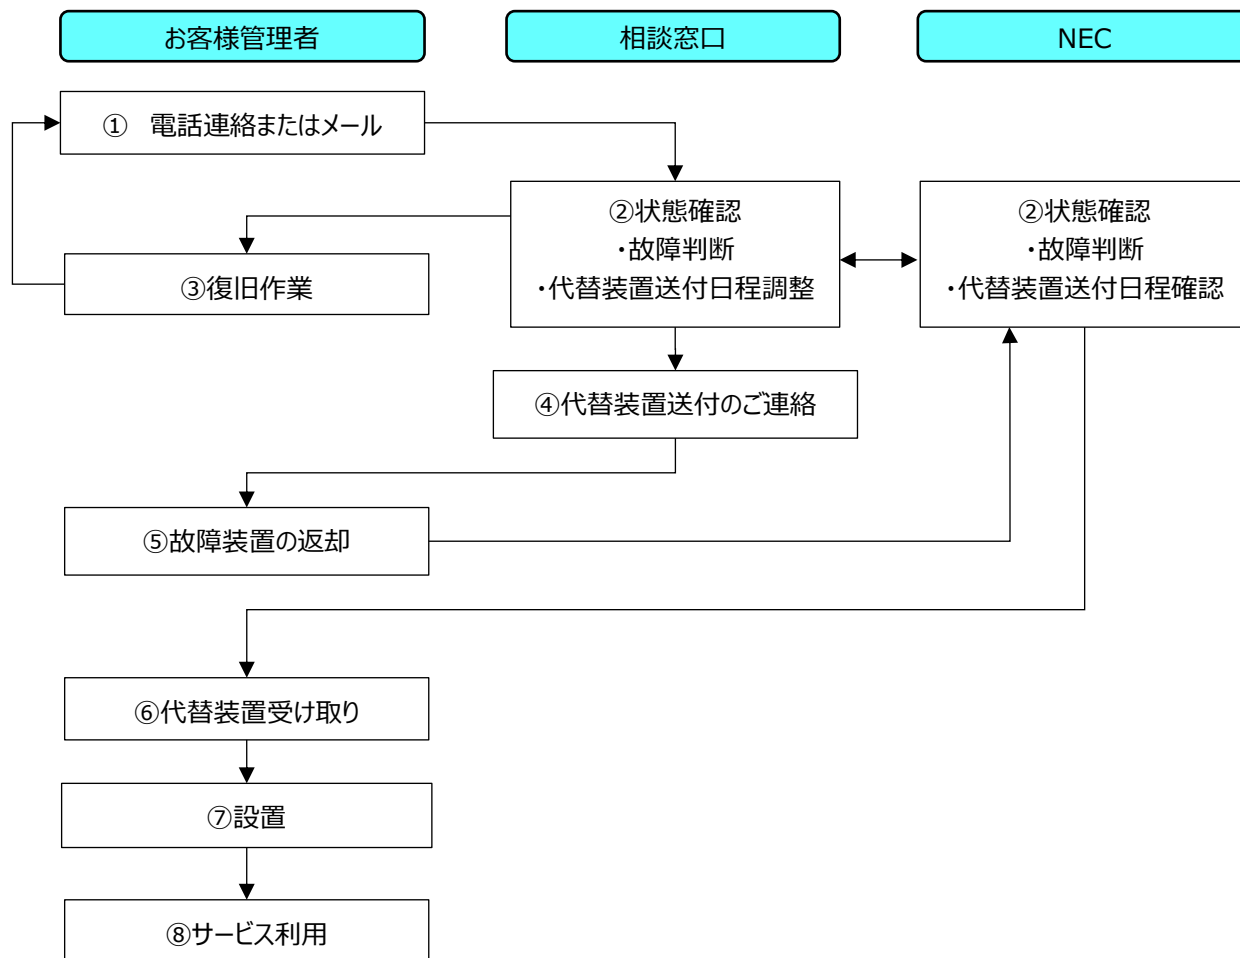 お客様管理者
相談窓口
NEC
① 電話連絡またはメール
②状態確認
・故障判断
・代替装置送付日程調整
②状態確認
・故障判断
・代替装置送付日程確認
③復旧作業
④代替装置送付のご連絡
⑤故障装置の返却
⑥代替装置受け取り
⑦設置
⑧サービス利用